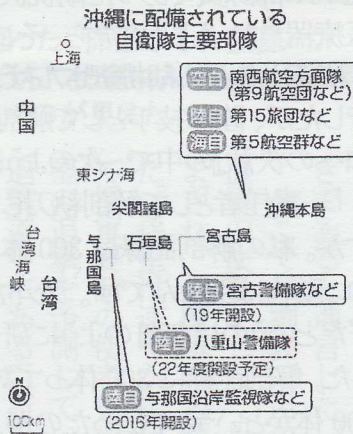 沖縄に配備されている
自衛隊主要部隊
上海
中国
空自 南西航空方面隊
(第9航空団など)
陸自 第15旅団など
海自 第5航空群など
東シナ海
尖閣諸島
沖縄本島
台湾海峡
台湾
与那国島
石垣島
宮古島
陸自 宮古警備隊など
(19年開設)
陸自 八重山警備隊
(22年度開設予定)
陸自 与那国沿岸監視隊など
(2016年開設)
N
100km